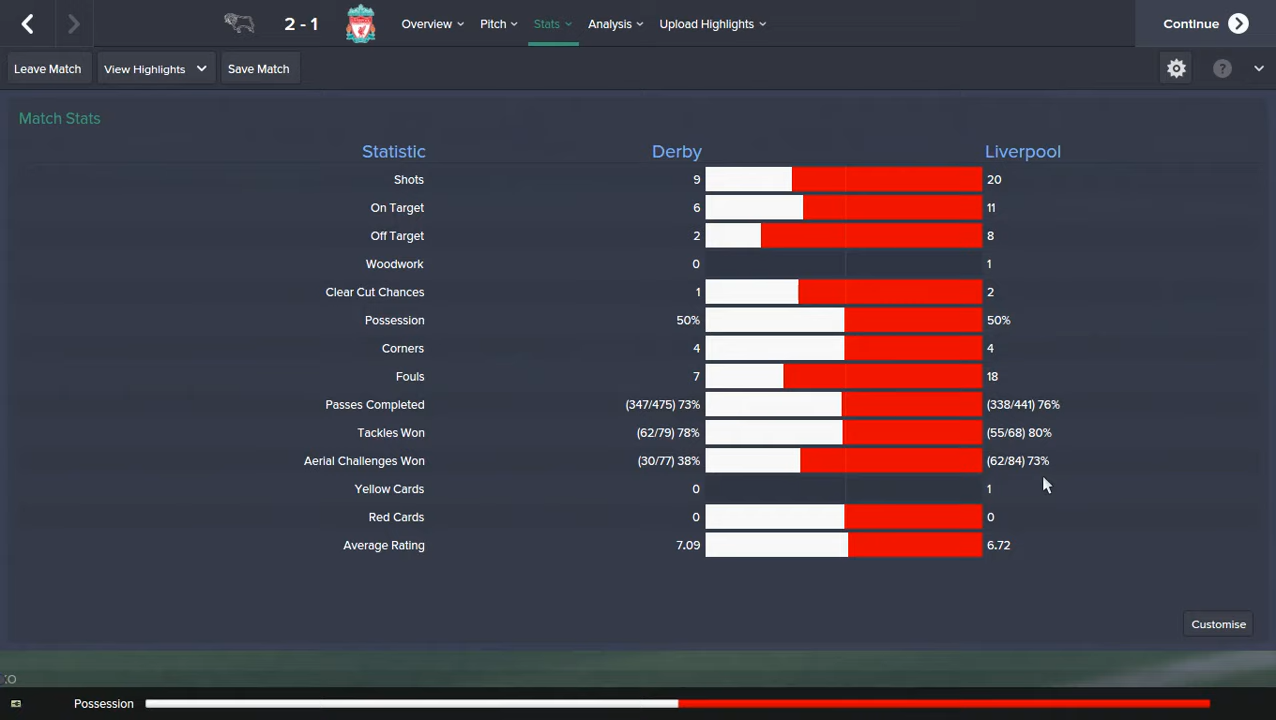 2 - 1 Overview Pitch Stats Analysis Upload Highlights Continue
Leave Match View Highlights Save Match ?
Match Stats
Statistic Derby Liverpool
Shots 9 20
On Target 6 11
Off Target 2 8
Woodwork 0 1
Clear Cut Chances 1 2
Possession 50% 50%
Corners 4 4
Fouls 7 18
Passes Completed (347/475) 73% (338/441) 76%
Tackles Won (62/79) 78% (55/68) 80%
Aerial Challenges Won (30/77) 38% (62/84) 73%
Yellow Cards 0 1
Red Cards 0 0
Average Rating 7.09 6.72
Customise
:O
Possession